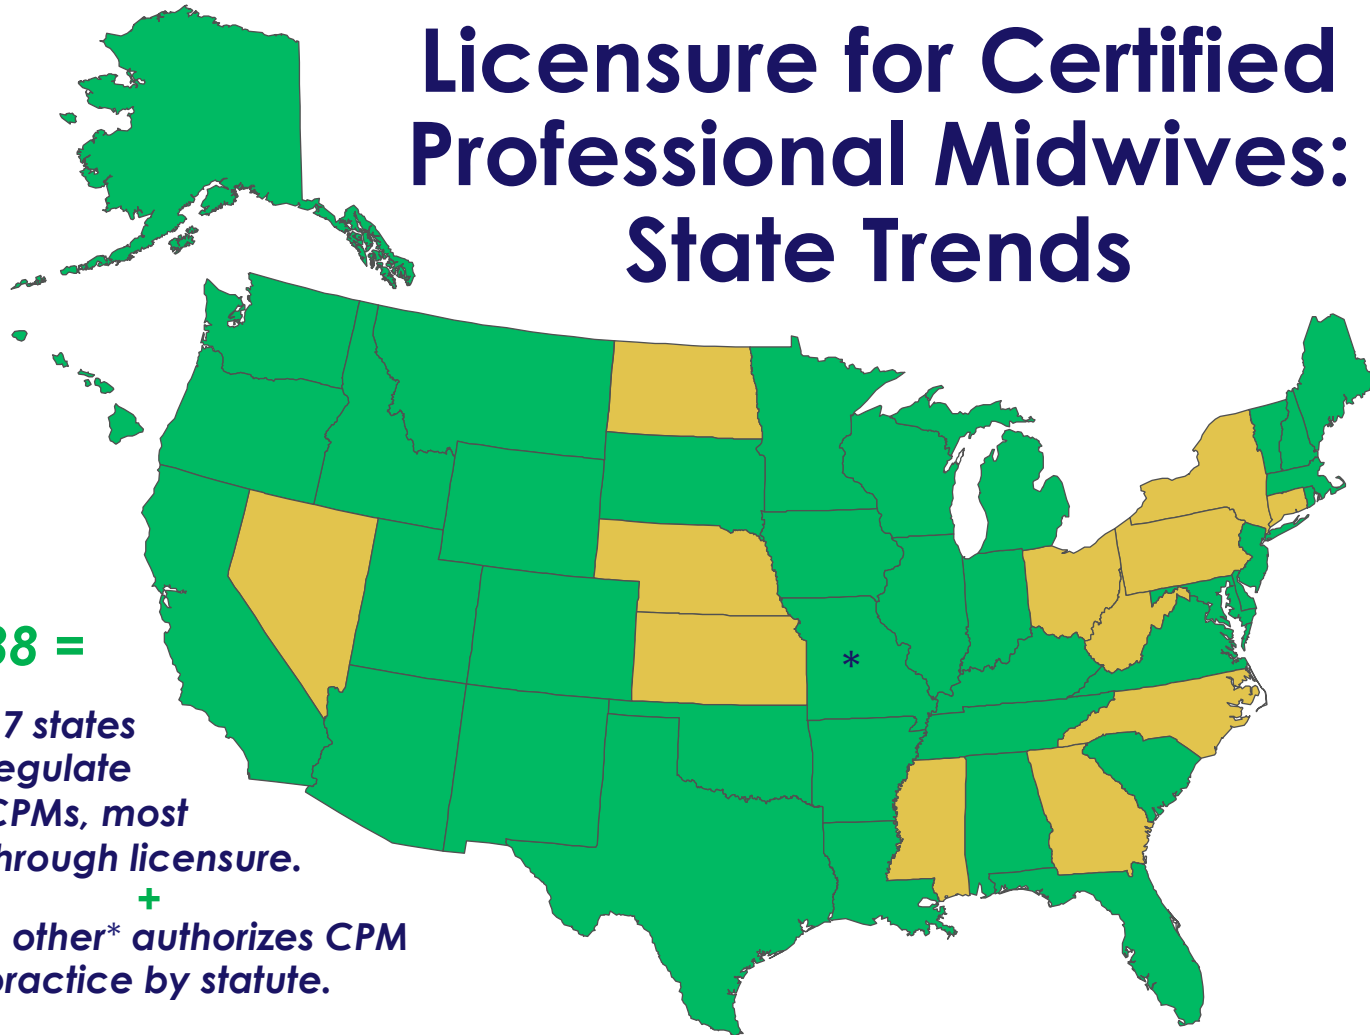 Licensure for Certified
Professional Midwives:
State Trends
*
38 =
7 states
egulate
CPMs, most
hrough licensure.
+
other* authorizes CPM
practice by statute.